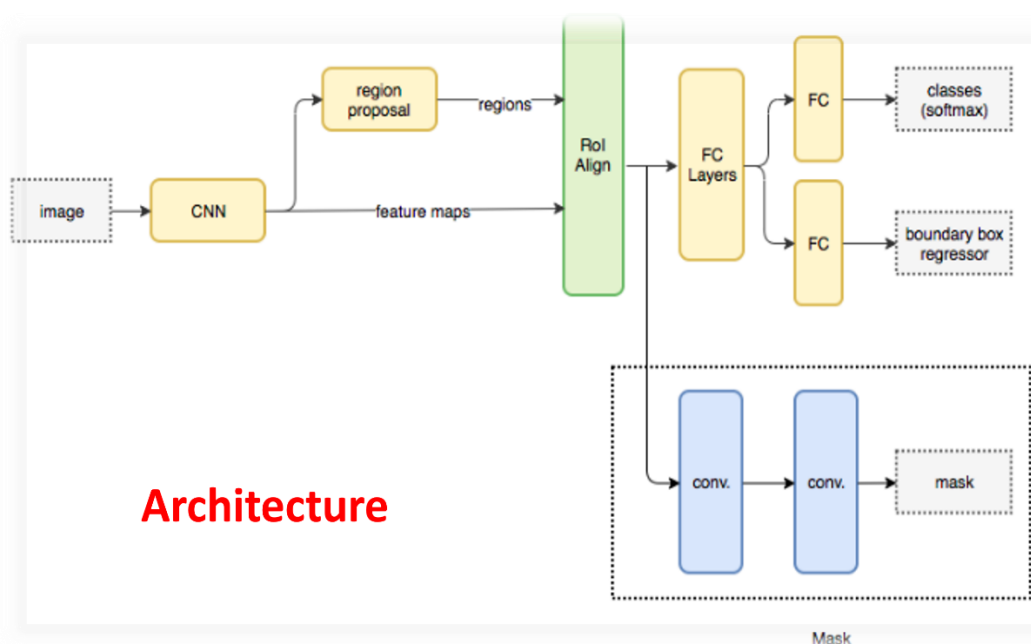 region
proposal
regions
image
CNN
feature maps
RoI
Align
FC
Layers
FC
classes
(softmax)
FC
boundary box
regressor
conv.
conv.
mask
Architecture
Mask